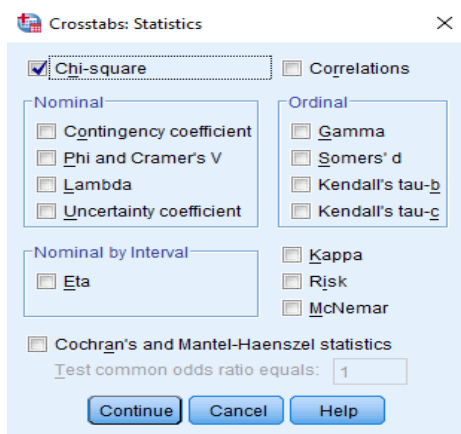 Crosstabs: Statistics
Chi-square
Correlations
Nominal
Contingency coefficient
Phi and Cramer's V
Lambda
Uncertainty coefficient
Ordinal
Gamma
Somers' d
Kendall's tau-b
Kendall's tau-c
Nominal by Interval
Eta
Kappa
Risk
McNemar
Cochran's and Mantel-Haenszel statistics
Test common odds ratio equals: 1
Continue Cancel Help